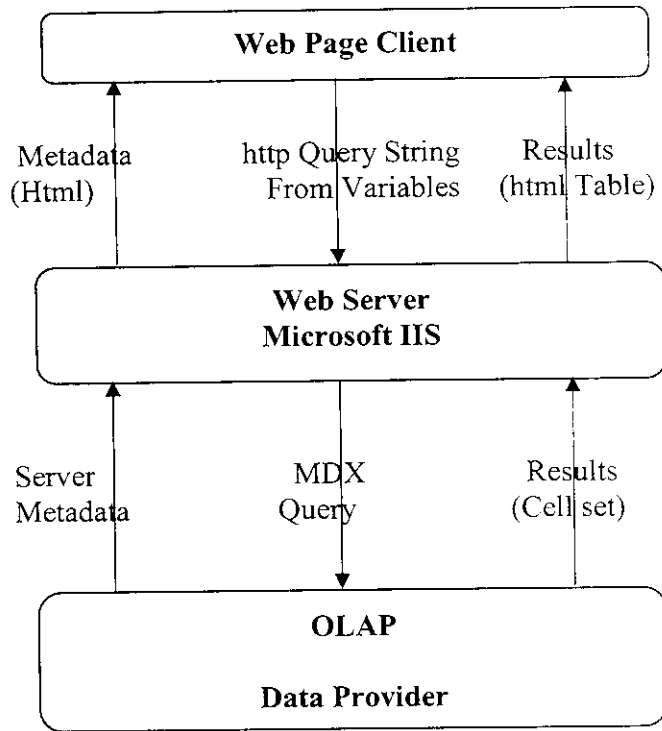 Web Page Client
Metadata
(Html)
http Query String
From Variables
Results
(html Table)
Web Server
Microsoft IIS
Server
Metadata
MDX
Query
Results
(Cell set)
OLAP
Data Provider